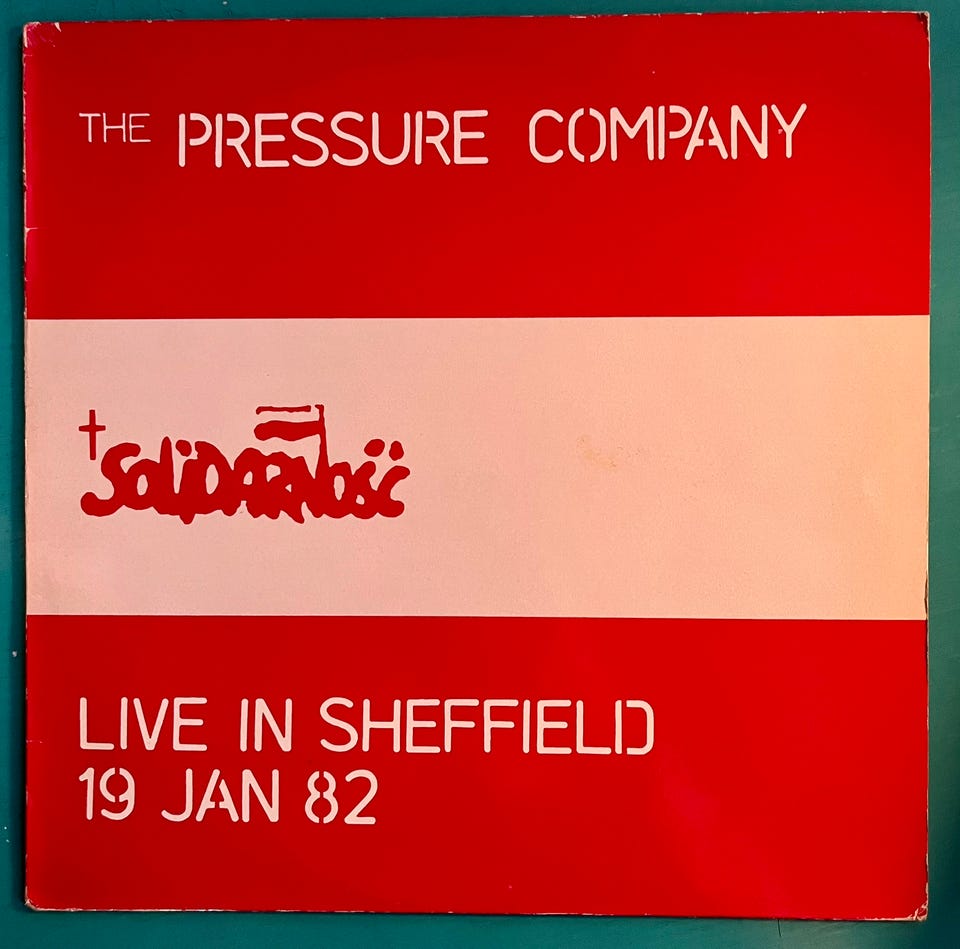 THE PRESSURE COMPANY
SOLIDARNOŚĆ
LIVE IN SHEFFIELD
19 JAN 82